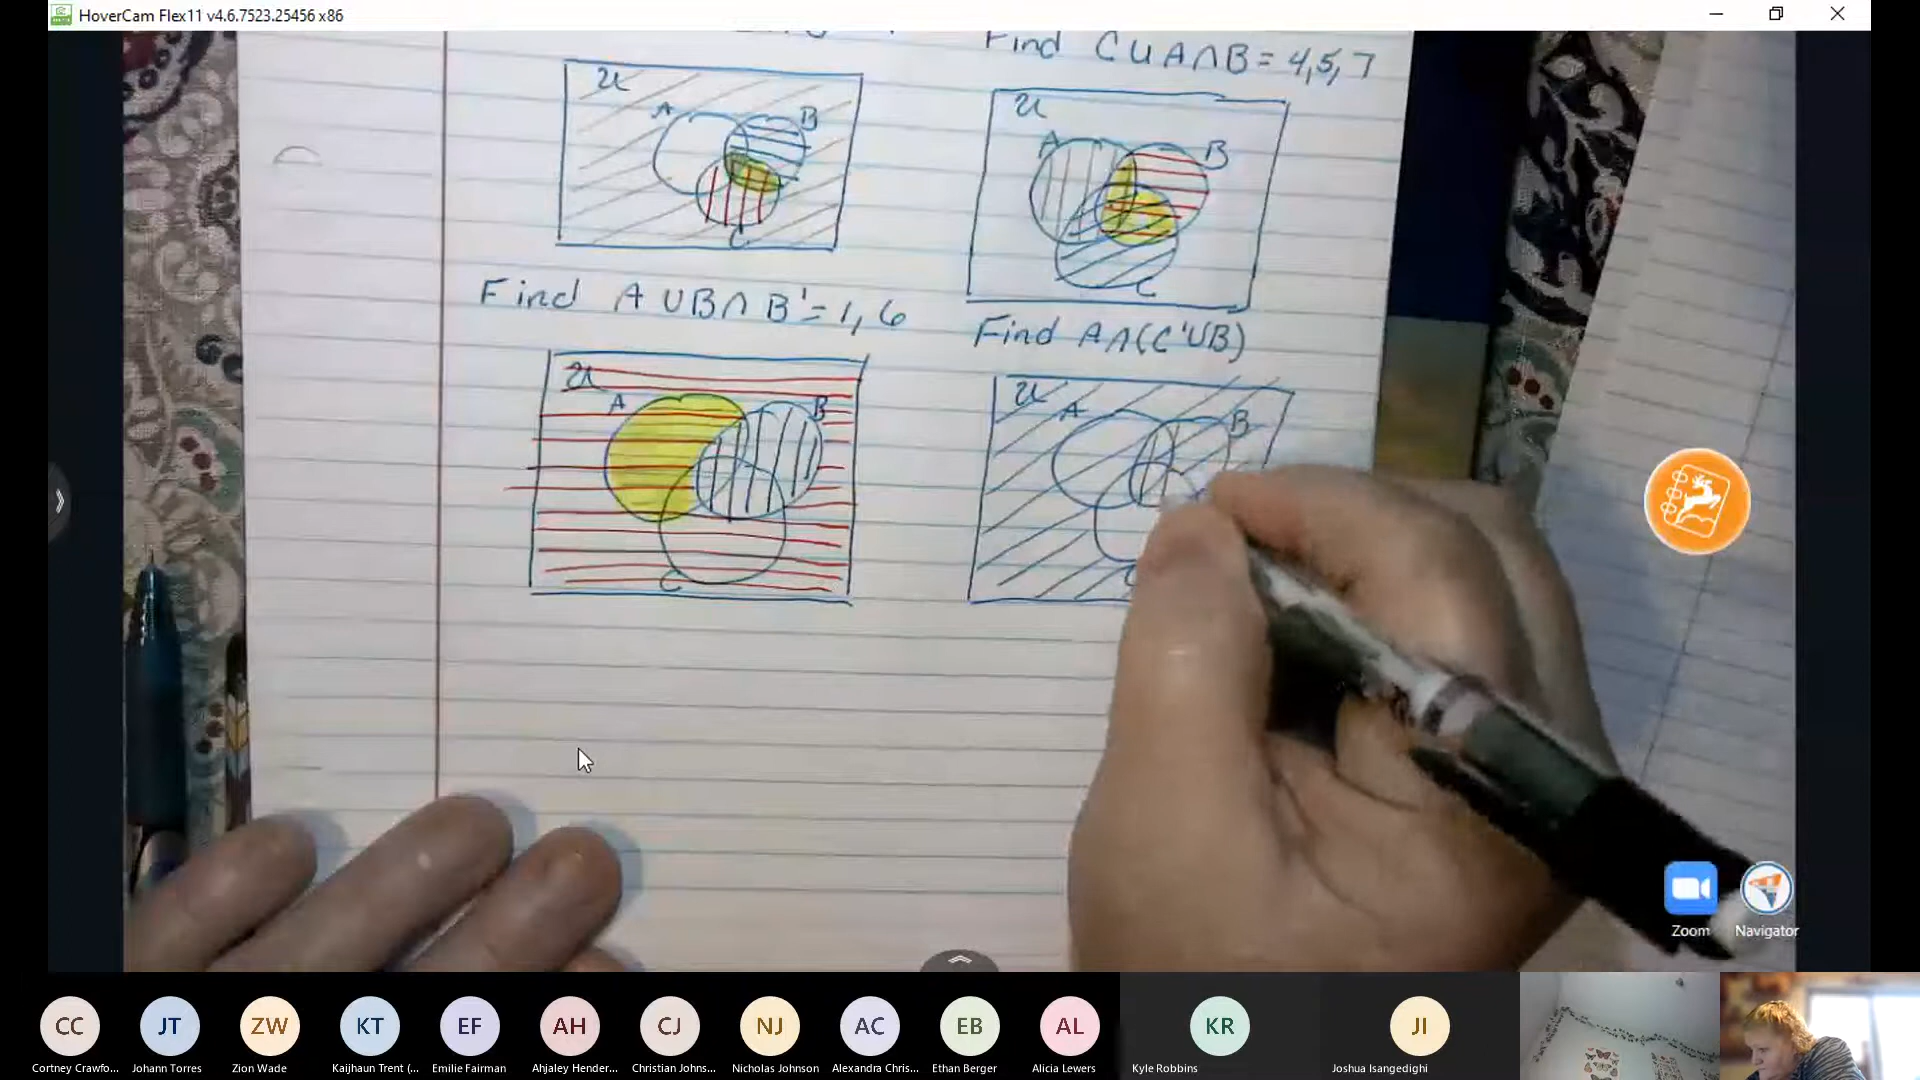 HoverCam Flex11 v4.6.7523.25456 x86
Find C ∪ A ∩ B = 4,5,7
U
A
B
C
U
A
B
C
Find A ∪ B ∩ B' = 1,6
Find A ∩ (C' ∪ B)
U
A
B
C
U
A
B
C
Zoom
Navigator
CC
JT
ZW
KT
EF
AH
CJ
NJ
AC
EB
AL
KR
JI
Cortney Crawfo...
Johann Torres
Zion Wade
Kaijhaun Trent (...
Emilie Fairman
Ahjaley Hender...
Christian Johns...
Nicholas Johnson
Alexandra Chris...
Ethan Berger
Alicia Lewers
Kyle Robbins
Joshua Isangedighi